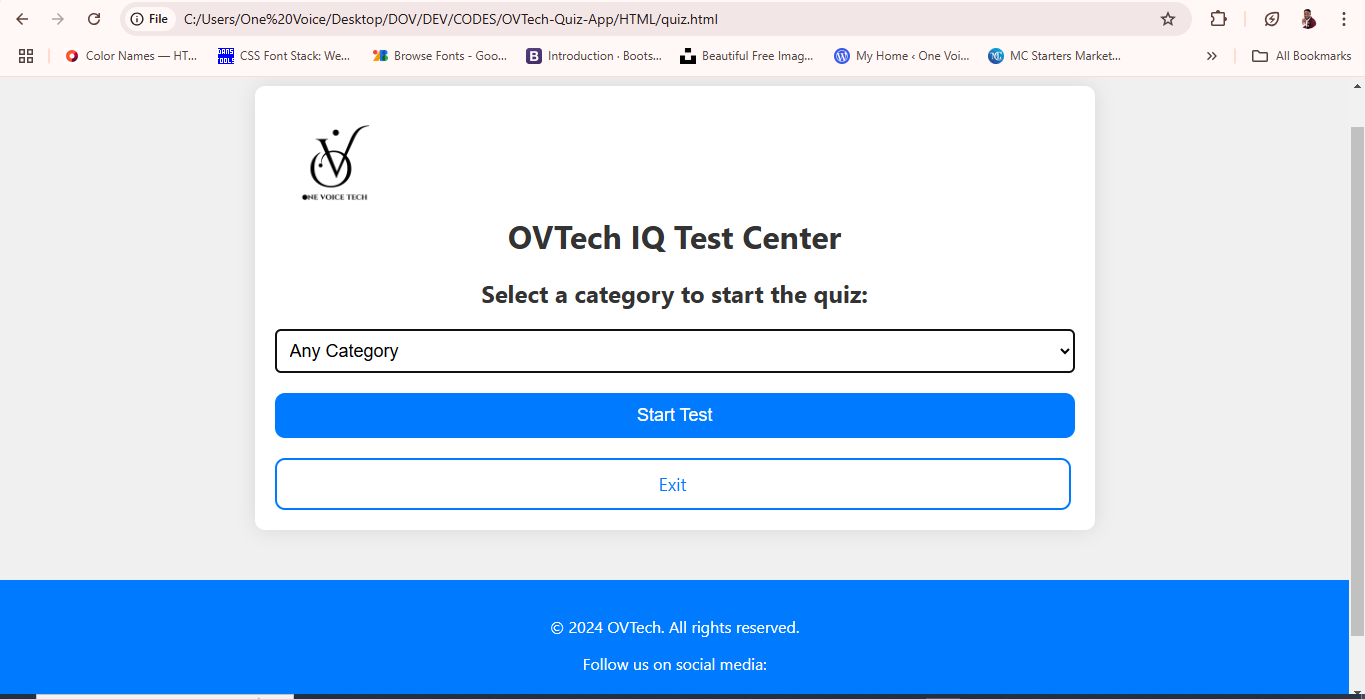 File C:/Users/One%20Voice/Desktop/DOV/DEV/CODES/OVTech-Quiz-App/HTML/quiz.html
Color Names — HT... CSS Font Stack: We... Browse Fonts - Goo... Introduction · Boots... Beautiful Free Imag... My Home ‹ One Voi... MC Starters Market... » All Bookmarks
ONE VOICE TECH
OVTech IQ Test Center
Select a category to start the quiz:
Any Category
Start Test
Exit
© 2024 OVTech. All rights reserved.
Follow us on social media: